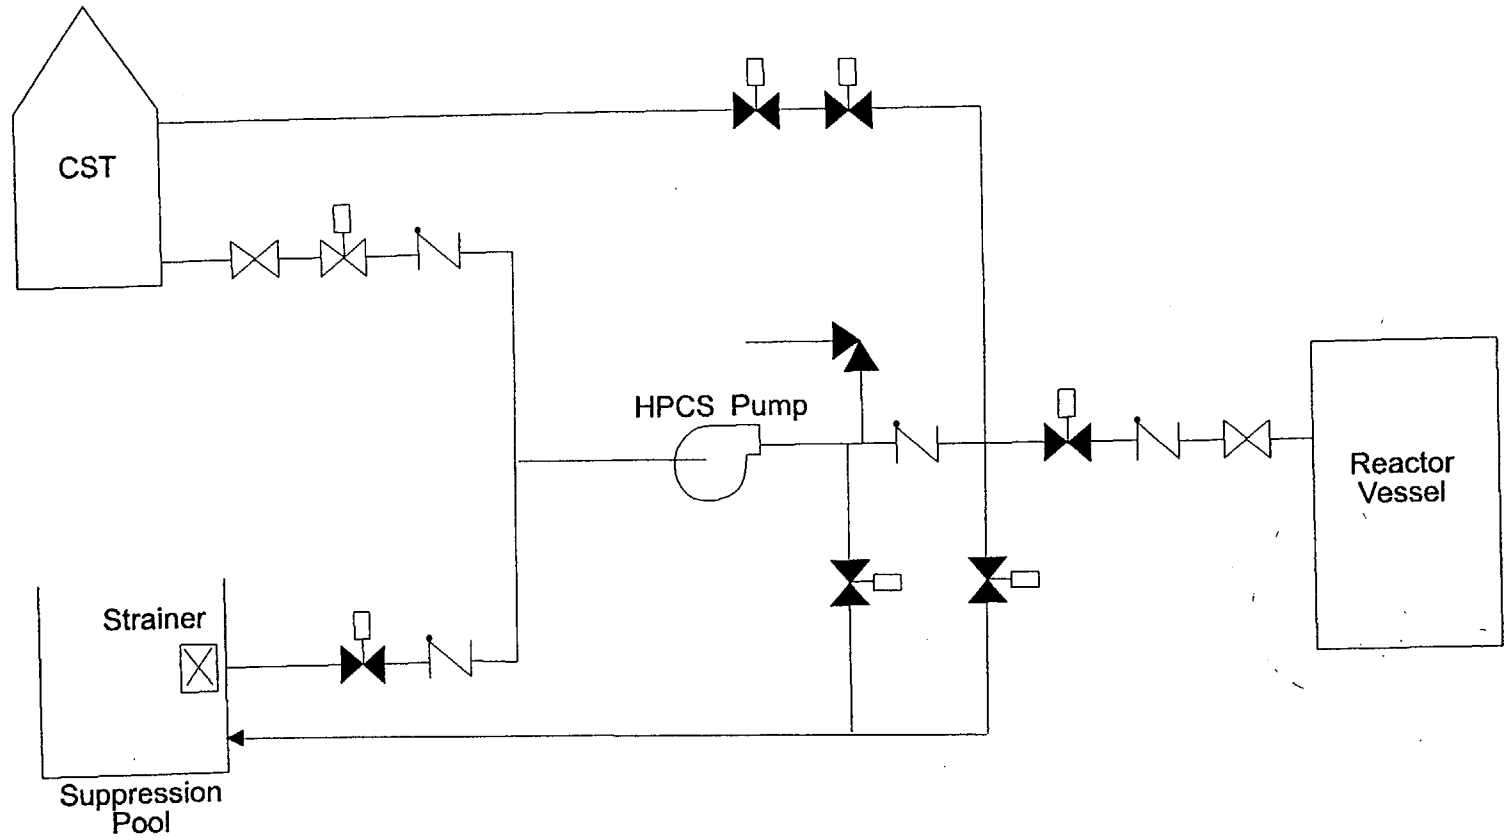 CST
HPCS Pump
Reactor
Vessel
Strainer
Suppression
Pool